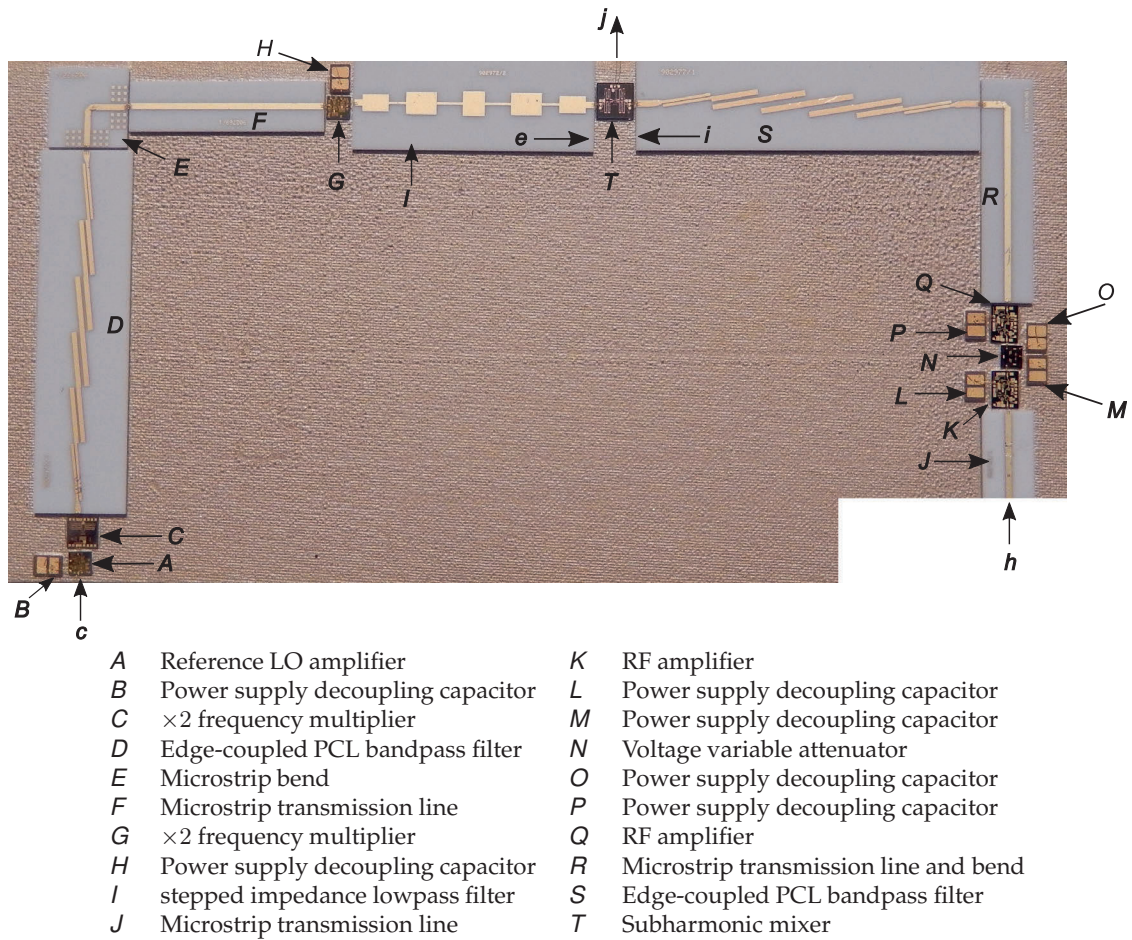 j
H
F
e
i
S
E
G
I
T
R
D
Q
O
P
N
L
M
K
J
C
A
h
B
c
A Reference LO amplifier
B Power supply decoupling capacitor
C ×2 frequency multiplier
D Edge-coupled PCL bandpass filter
E Microstrip bend
F Microstrip transmission line
G ×2 frequency multiplier
H Power supply decoupling capacitor
I stepped impedance lowpass filter
J Microstrip transmission line
K RF amplifier
L Power supply decoupling capacitor
M Power supply decoupling capacitor
N Voltage variable attenuator
O Power supply decoupling capacitor
P Power supply decoupling capacitor
Q RF amplifier
R Microstrip transmission line and bend
S Edge-coupled PCL bandpass filter
T Subharmonic mixer